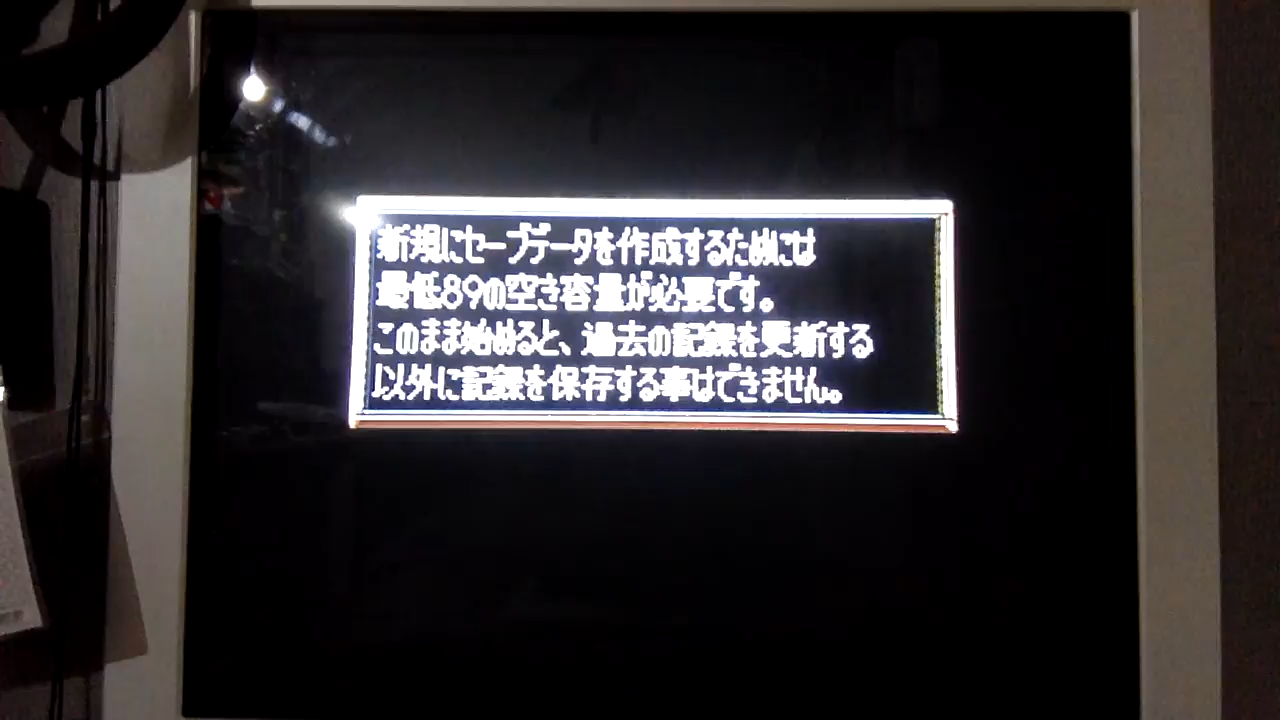 新規にセーブデータを作成するためには
最低89の空き容量が必要です。
このまま始めると、過去の記録を更新する
以外に記録を保存する事はできません。